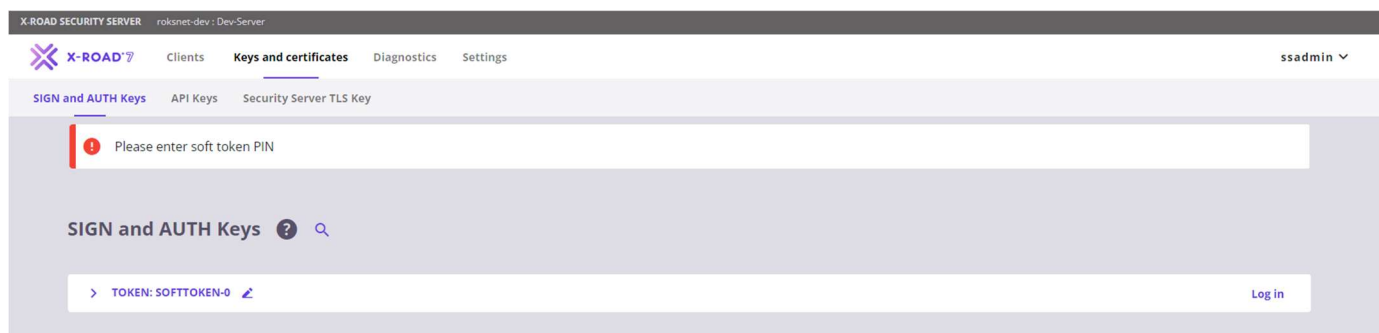 X-ROAD SECURITY SERVER roksnet-dev : Dev-Server
X-ROAD®7 Clients Keys and certificates Diagnostics Settings ssadmin
SIGN and AUTH Keys API Keys Security Server TLS Key
Please enter soft token PIN
SIGN and AUTH Keys
TOKEN: SOFTTOKEN-0 Log in